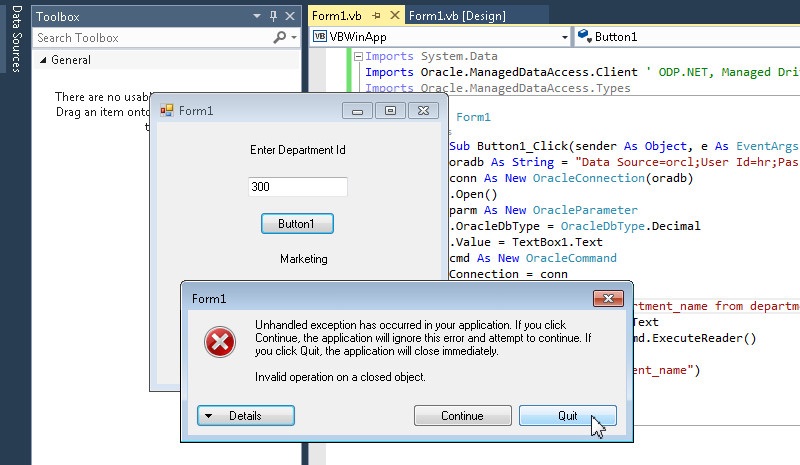 Data Sources
Toolbox
Search Toolbox
General
There are no usab
Drag an item onto
t
Form1.vb
Form1.vb [Design]
VB VBWinApp
Button1
Imports System.Data
Imports Oracle.ManagedDataAccess.Client ' ODP.NET, Managed Dri
Imports Oracle.ManagedDataAccess.Types
Form1
Sub Button1_Click(sender As Object, e As EventArgs
oradb As String = "Data Source=orcl;User Id=hr;Pas
conn As New OracleConnection(oradb)
.Open()
parm As New OracleParameter
.OracleDbType = OracleDbType.Decimal
.Value = TextBox1.Text
cmd As New OracleCommand
Connection = conn
rtment_name from departme
Text
md.ExecuteReader()
ent_name")
Form1
Enter Department Id
300
Button1
Marketing
Form1
Unhandled exception has occurred in your application. If you click
Continue, the application will ignore this error and attempt to continue. If
you click Quit, the application will close immediately.
Invalid operation on a closed object.
Details
Continue
Quit